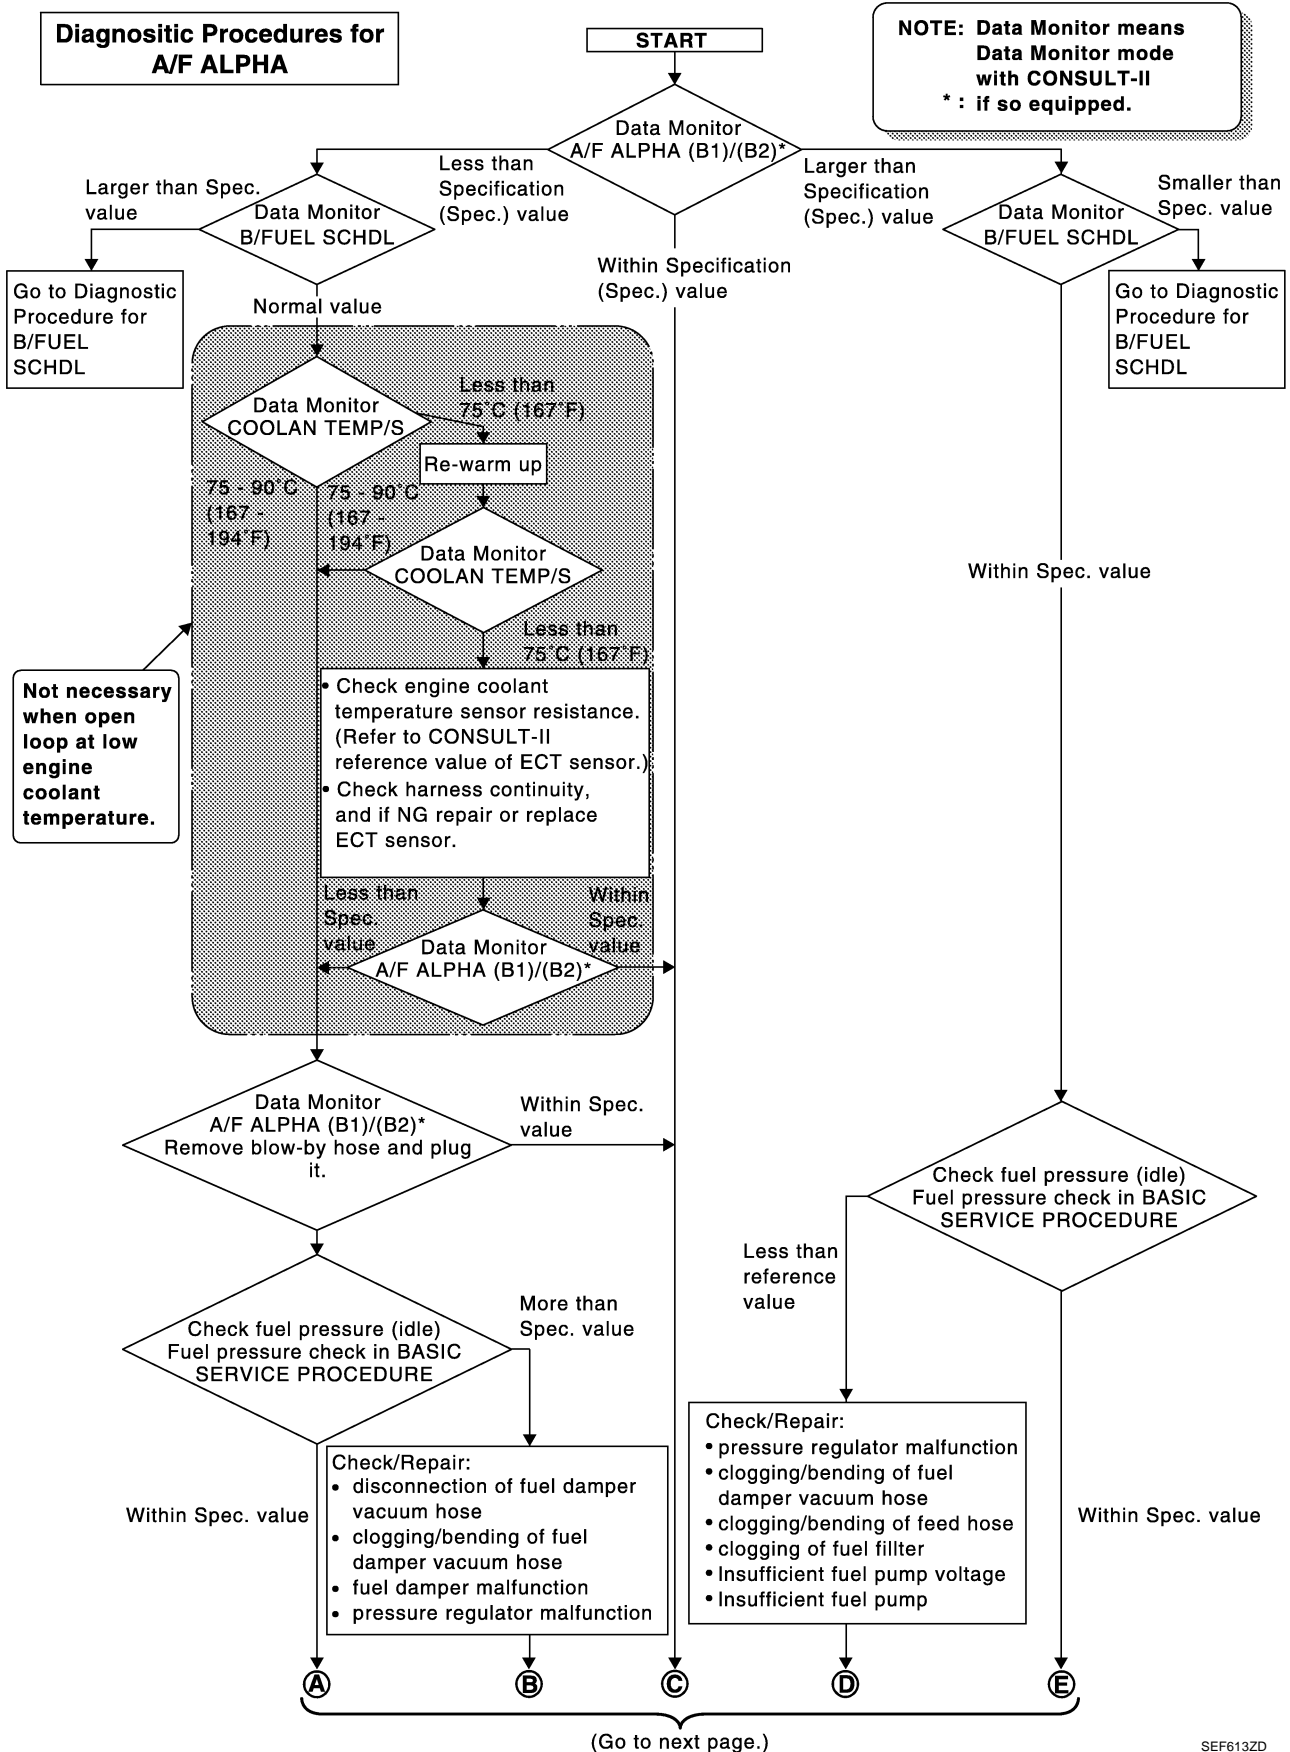 Diagnositic Procedures for
A/F ALPHA
START
NOTE: Data Monitor means
Data Monitor mode
with CONSULT-II
* : if so equipped.
Data Monitor
A/F ALPHA (B1)/(B2)*
Less than
Specification
(Spec.) value
Larger than
Specification
(Spec.) value
Within Specification
(Spec.) value
Larger than Spec.
value
Data Monitor
B/FUEL SCHDL
Smaller than
Spec. value
Data Monitor
B/FUEL SCHDL
Go to Diagnostic
Procedure for
B/FUEL
SCHDL
Normal value
Go to Diagnostic
Procedure for
B/FUEL
SCHDL
Data Monitor
COOLAN TEMP/S
Less than
75˚C (167˚F)
Re-warm up
75 - 90˚C
(167 -
194˚F)
75 - 90˚C
(167 -
194˚F)
Data Monitor
COOLAN TEMP/S
Within Spec. value
Less than
75˚C (167˚F)
Not necessary
when open
loop at low
engine
coolant
temperature.
• Check engine coolant
temperature sensor resistance.
(Refer to CONSULT-II
reference value of ECT sensor.)
• Check harness continuity,
and if NG repair or replace
ECT sensor.
Less than
Spec.
value
Within
Spec.
value
Data Monitor
A/F ALPHA (B1)/(B2)*
Data Monitor
A/F ALPHA (B1)/(B2)*
Remove blow-by hose and plug
it.
Within Spec.
value
Check fuel pressure (idle)
Fuel pressure check in BASIC
SERVICE PROCEDURE
Less than
reference
value
More than
Spec. value
Check fuel pressure (idle)
Fuel pressure check in BASIC
SERVICE PROCEDURE
Within Spec. value
Check/Repair:
• disconnection of fuel damper
vacuum hose
• clogging/bending of fuel
damper vacuum hose
• fuel damper malfunction
• pressure regulator malfunction
Check/Repair:
• pressure regulator malfunction
• clogging/bending of fuel
damper vacuum hose
• clogging/bending of feed hose
• clogging of fuel fillter
• Insufficient fuel pump voltage
• Insufficient fuel pump
Within Spec. value
A B C D E
(Go to next page.)
SEF613ZD